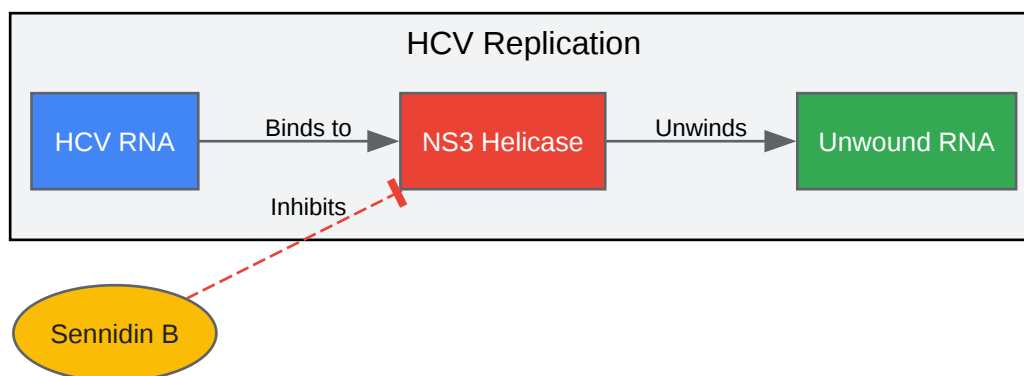 HCV Replication
HCV RNA
Binds to
NS3 Helicase
Unwinds
Unwound RNA
Inhibits
Sennidin B